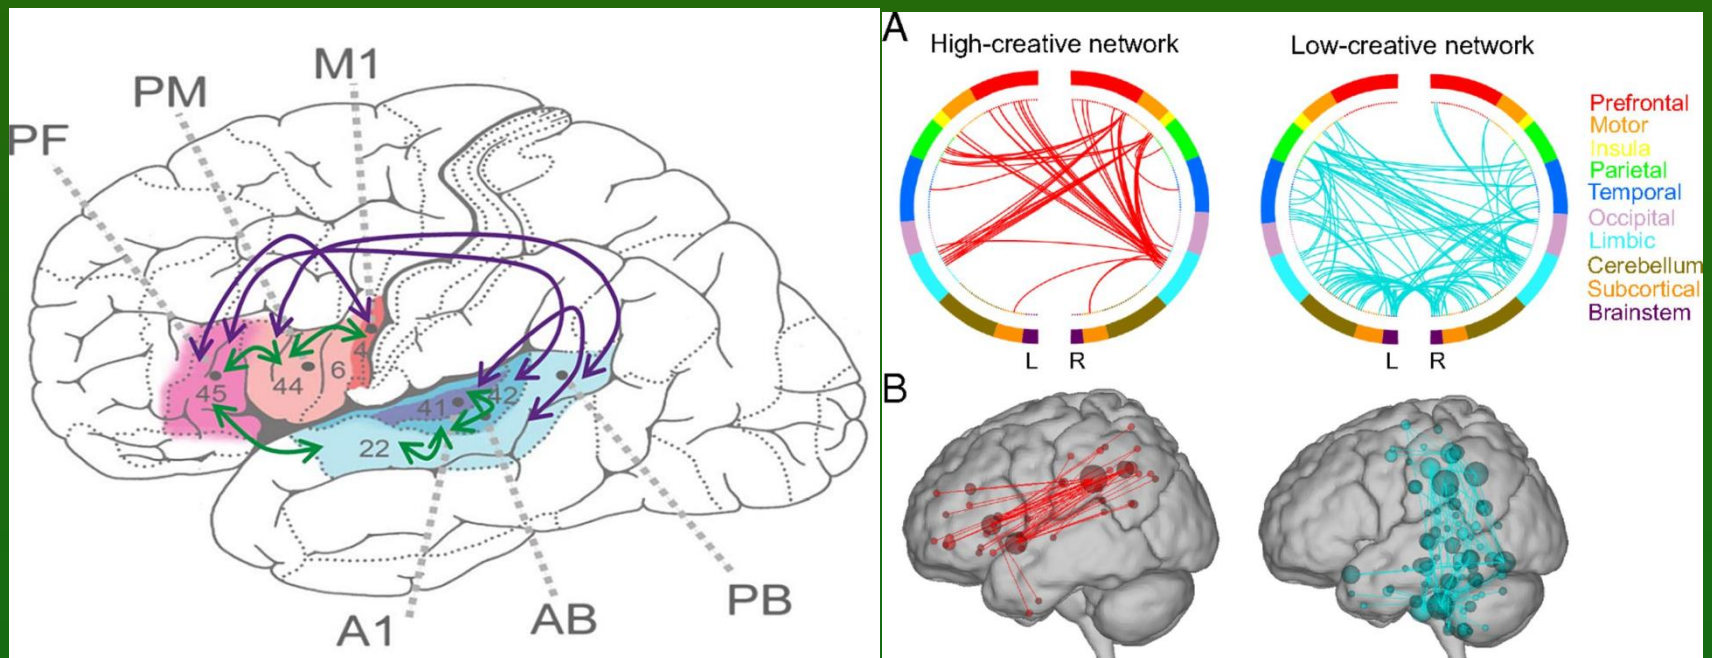 M1
PM
PF
45
44
6
4
41
42
22
A1
AB
PB
A
High-creative network
Low-creative network
Prefrontal
Motor
Insula
Parietal
Temporal
Occipital
Limbic
Cerebellum
Subcortical
Brainstem
L R
L R
B